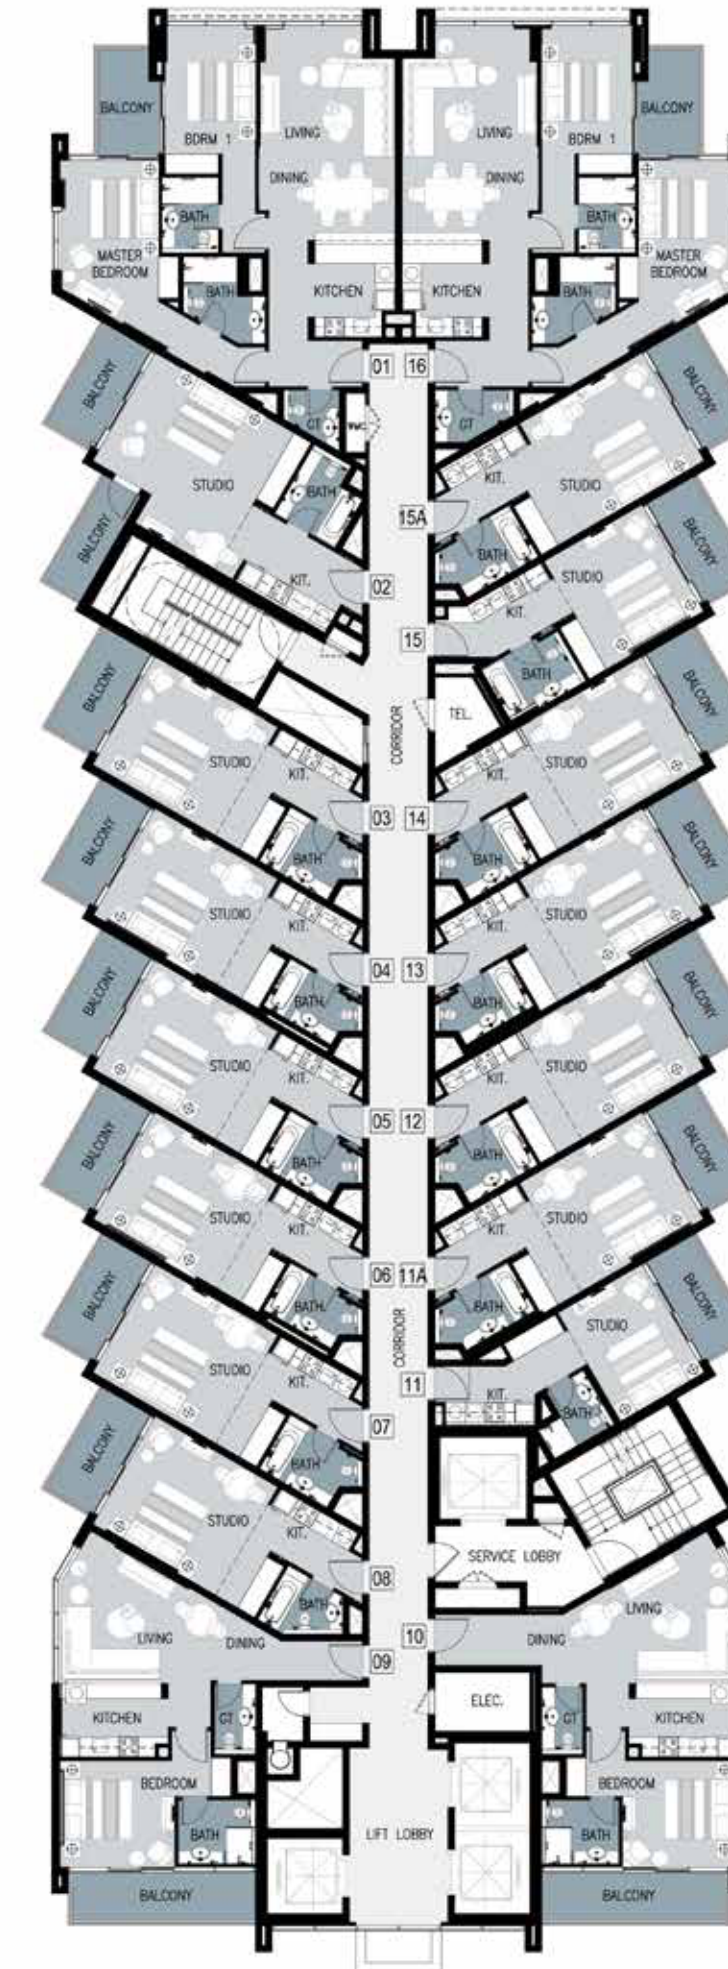 BALCONY
BDRM 1
LIVING
LIVING
BDRM 1
BALCONY
DINING
DINING
BATH
BATH
MASTER
BEDROOM
MASTER
BEDROOM
BATH
KITCHEN
KITCHEN
BATH
01
16
BALCONY
BALCONY
GT
GT
STUDIO
BATH
KIT.
STUDIO
15A
BALCONY
BATH
BALCONY
KIT.
02
STUDIO
KIT.
15
BATH
BALCONY
TEL.
BALCONY
CORRIDOR
STUDIO
KIT.
KIT.
STUDIO
03
14
BALCONY
BATH
BATH
BALCONY
STUDIO
KIT.
KIT.
STUDIO
04
13
BALCONY
BATH
BATH
BALCONY
STUDIO
KIT.
KIT.
STUDIO
05
12
BALCONY
BATH
BATH
BALCONY
STUDIO
KIT.
KIT.
STUDIO
06
11A
BALCONY
BATH
BATH
BALCONY
CORRIDOR
STUDIO
STUDIO
KIT.
11
KIT.
BATH
07
BALCONY
BATH
STUDIO
KIT.
SERVICE LOBBY
08
BATH
LIVING
LIVING
DINING
10
DINING
09
ELEC.
KITCHEN
GT
GT
KITCHEN
BEDROOM
BEDROOM
BATH
LIFT LOBBY
BATH
BALCONY
BALCONY